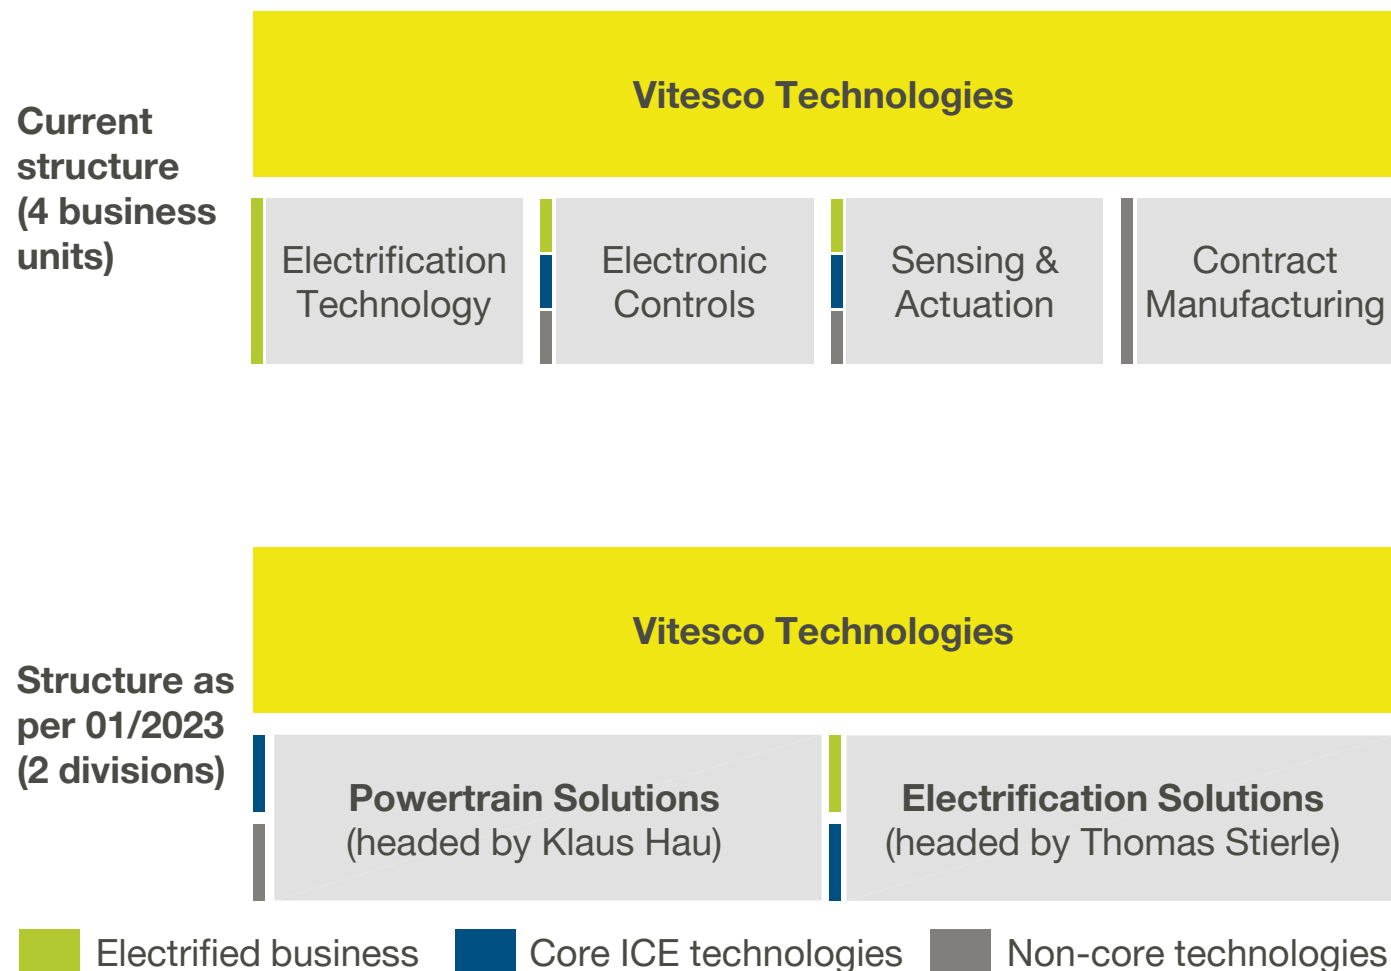 Vitesco Technologies
Current
structure
(4 business
units)
Electrification
Technology
Electronic
Controls
Sensing &
Actuation
Contract
Manufacturing
Vitesco Technologies
Structure as
per 01/2023
(2 divisions)
Powertrain Solutions
(headed by Klaus Hau)
Electrification Solutions
(headed by Thomas Stierle)
Electrified business
Core ICE technologies
Non-core technologies